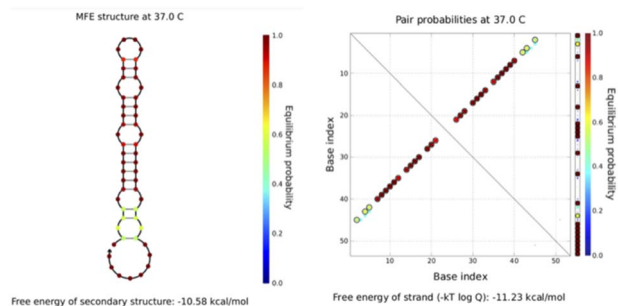 MFE structure at 37.0 C
1.0
0.8
0.6
0.4
0.2
0.0
Equilibrium probability
Free energy of secondary structure: -10.58 kcal/mol
Pair probabilities at 37.0 C
10
20
30
40
50
Base index
10
20
30
40
50
Base index
1.0
0.8
0.6
0.4
0.2
0.0
Equilibrium probability
Free energy of strand (-kT log Q): -11.23 kcal/mol